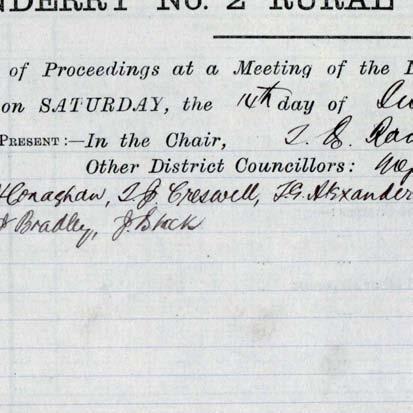 NDERRY No. 2 RURAL
of Proceedings at a Meeting of the
on SATURDAY, the 14th day of
PRESENT:—In the Chair,
Other District Councillors:
Monaghan, T. J. Creswell, T. G. Alexander
J Bradley, J. Black